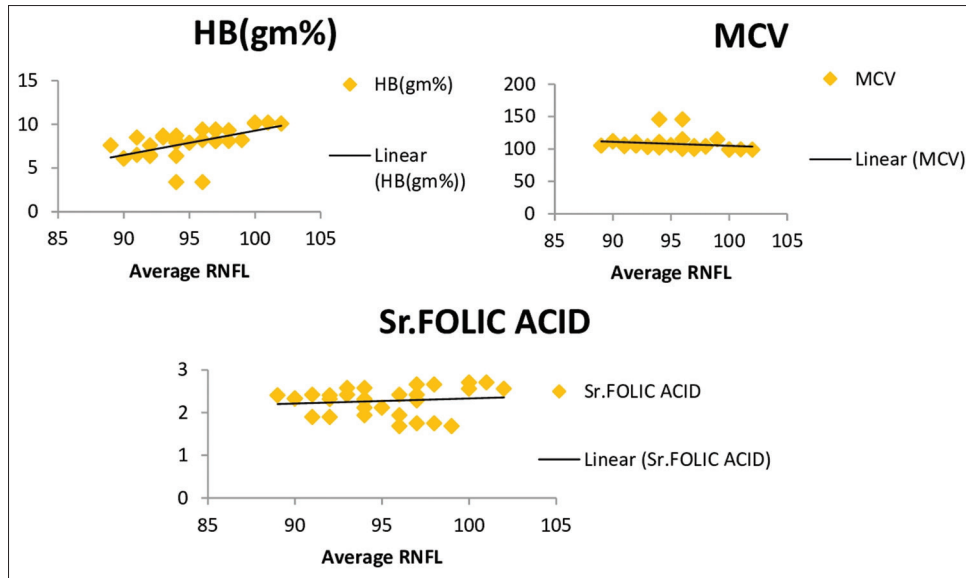 HB(gm%)
15
10
5
0
85 90 95 100 105
Average RNFL
HB(gm%)
Linear
(HB(gm%))
MCV
200
150
100
50
0
85 90 95 100 105
Average RNFL
MCV
Linear (MCV)
Sr.FOLIC ACID
3
2
1
0
85 90 95 100 105
Average RNFL
Sr.FOLIC ACID
Linear (Sr.FOLIC ACID)